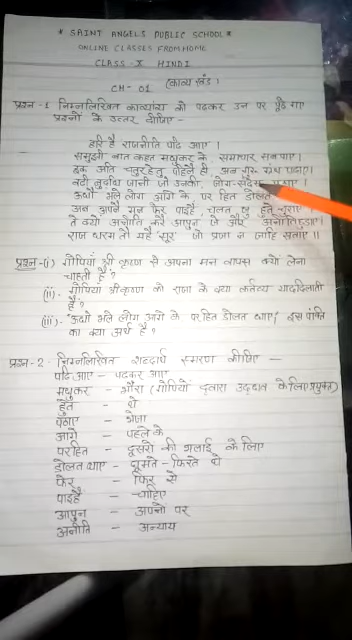 * SAINT ANGELS PUBLIC SCHOOL *
ONLINE CLASSES FROM HOME
CLASS-X HINDI
CH- 01 (काव्य खंड)
प्रश्न-1 निम्नलिखित काव्यांश को पढकर उन पर पूछे गए
प्रश्नों के उत्तर दीजिए -
हरि हैं राजनीति पढि आए।
समुझी बात कहत मधुकर के, समाचार सब पाए।
इक अति चतुर हुते पहिलै ही, अब गुरु ग्रंथ पढाए।
बढी बुद्धि जानी जो उनकी, जोग-सँदेस
ऊधौ भले लोग आगे के पर हित डोलत
अब अपनै मन फेर पाइहैं, चलत जु हुते चुराए।
ते क्यौं अनीति करैं आपुन, जे और अनीति छुड़ाए।
राज धरम तौ यहै 'सूर' जो प्रजा न जाहिं सताए।।
प्रश्न-(i) गोपियाँ श्री कृष्ण से अपना मन वापस क्यों लेना
चाहती हैं?
(ii) गोपियाँ श्रीकृष्ण को राजा के क्या कर्तव्य याद दिलाती
हैं?
(iii)- 'ऊधौ भले लोग आगे के पर हित डोलत धाए।' इस पंक्ति
का क्या अर्थ है?
प्रश्न-2- निम्नलिखित शब्दार्थ स्मरण कीजिए -
पढि आए - पढकर आए
मधुकर - भौंरा (गोपियों द्वारा उद्धव के लिए प्रयुक्त)
हुते - थे
पठाए - भेजा
आगे - पहले के
परहित - दूसरों की भलाई के लिए
डोलत धाए - घूमते-फिरते थे
फेर - फिर से
पाइहैं - चाहिए
आपुन - अपनों पर
अनीति - अन्याय